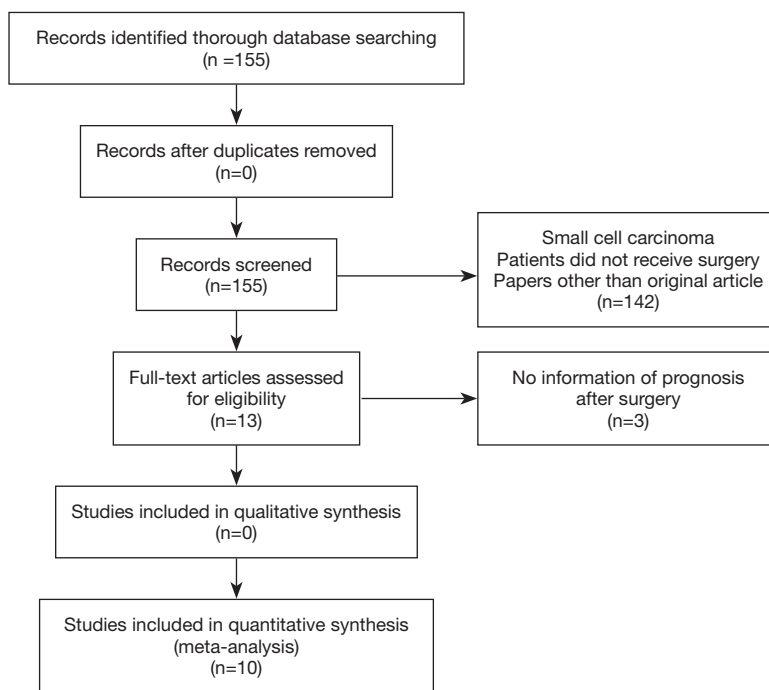 Records identified thorough database searching
(n =155)
Records after duplicates removed
(n=0)
Records screened
(n=155)
Small cell carcinoma
Patients did not receive surgery
Papers other than original article
(n=142)
Full-text articles assessed
for eligibility
(n=13)
No information of prognosis
after surgery
(n=3)
Studies included in qualitative synthesis
(n=0)
Studies included in quantitative synthesis
(meta-analysis)
(n=10)